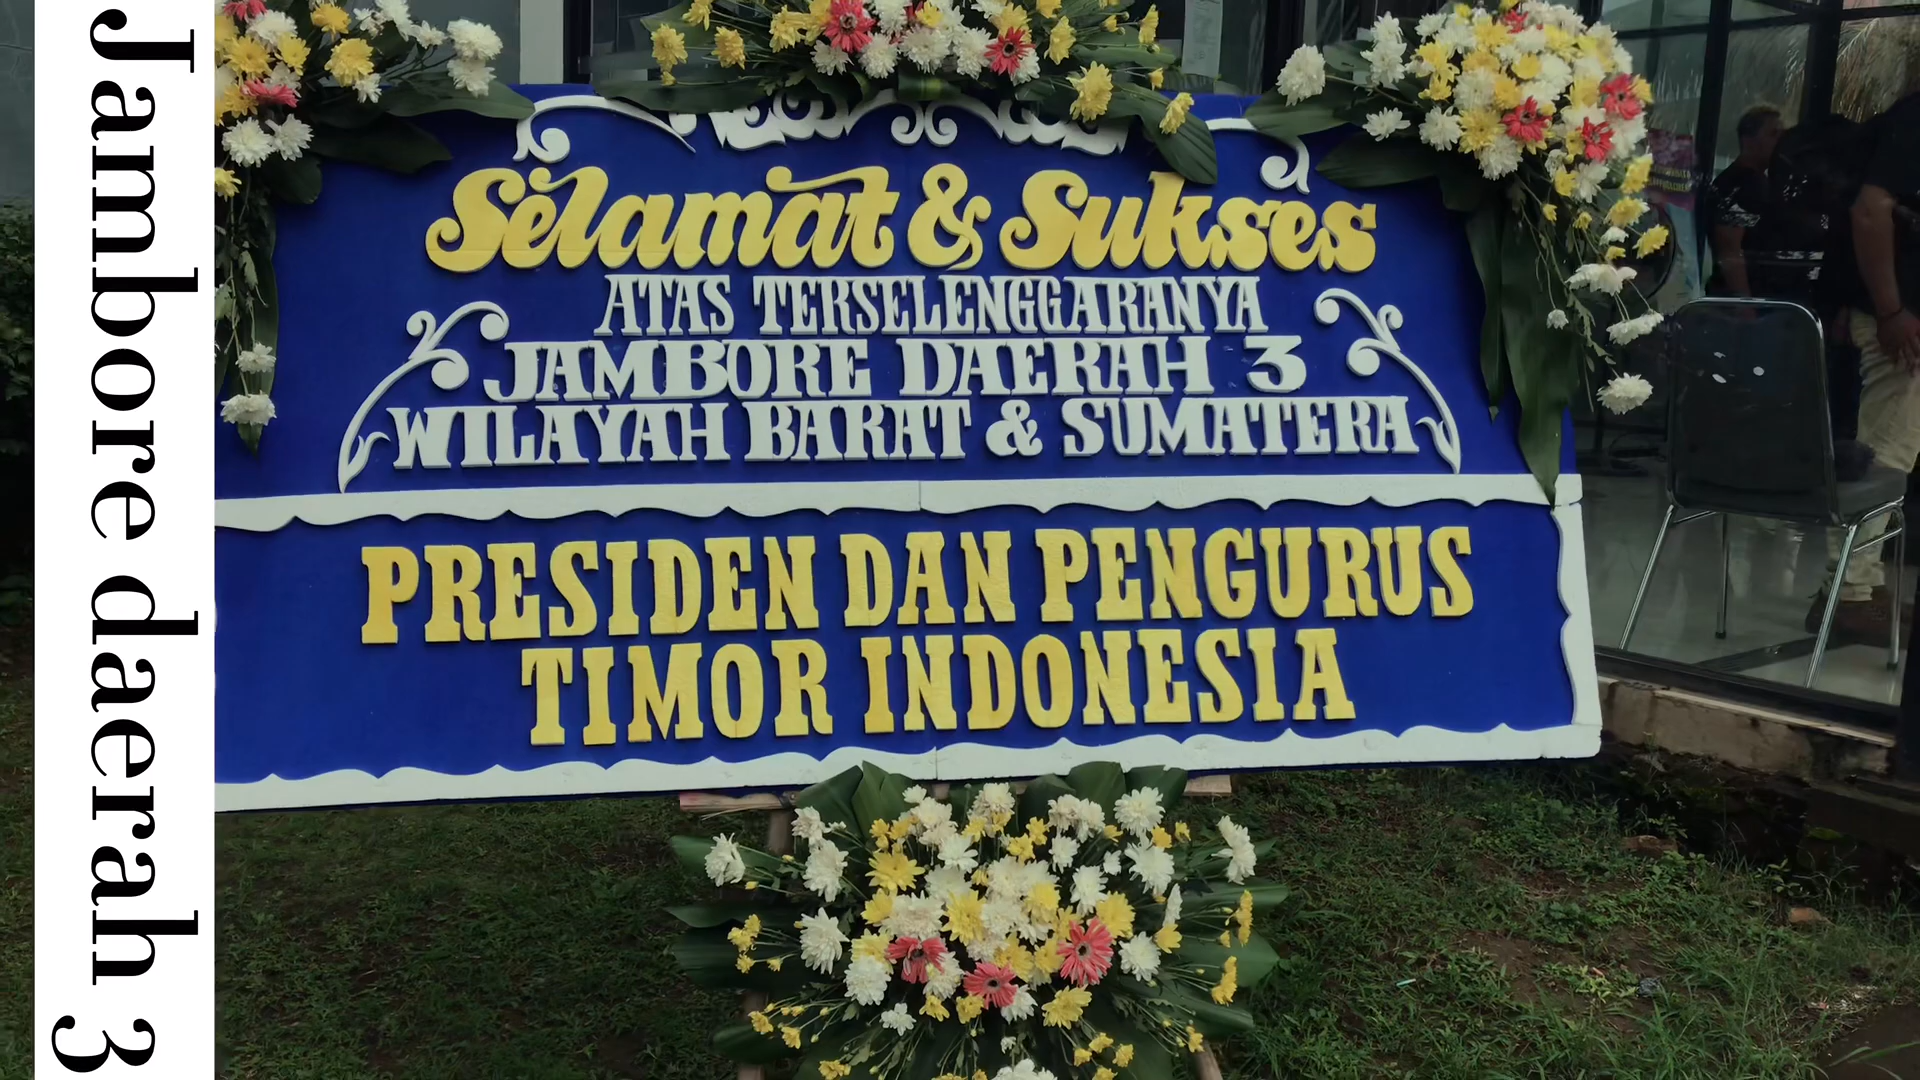 Jambore daerah 3
Selamat & Sukses
ATAS TERSELENGGARANYA
JAMBORE DAERAH 3
WILAYAH BARAT & SUMATERA
PRESIDEN DAN PENGURUS
TIMOR INDONESIA